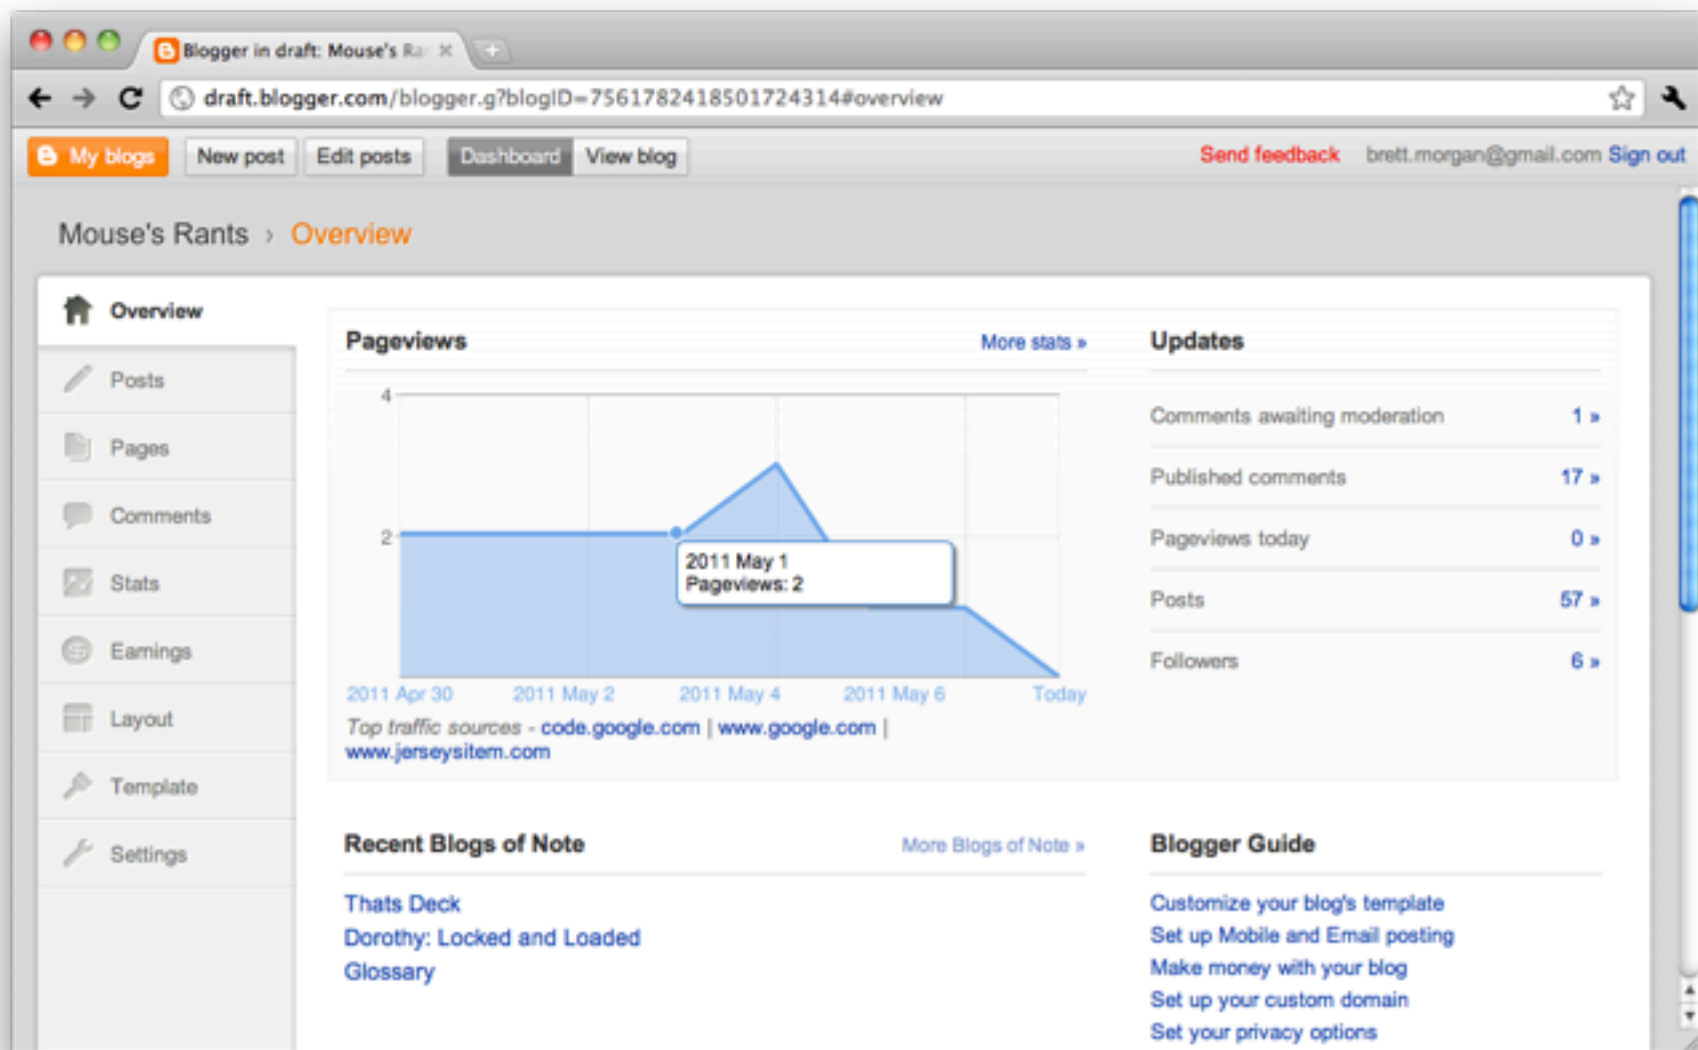 Blogger in draft: Mouse's Ra
draft.blogger.com/blogger.g?blogID=7561782418501724314#overview
My blogs New post Edit posts Dashboard View blog Send feedback brett.morgan@gmail.com Sign out
Mouse's Rants › Overview
Overview
Posts
Pages
Comments
Stats
Earnings
Layout
Template
Settings
Pageviews More stats »
4
2
2011 May 1
Pageviews: 2
2011 Apr 30 2011 May 2 2011 May 4 2011 May 6 Today
Top traffic sources - code.google.com | www.google.com |
www.jerseysitem.com
Updates
Comments awaiting moderation 1 »
Published comments 17 »
Pageviews today 0 »
Posts 57 »
Followers 6 »
Recent Blogs of Note More Blogs of Note »
Thats Deck
Dorothy: Locked and Loaded
Glossary
Blogger Guide
Customize your blog's template
Set up Mobile and Email posting
Make money with your blog
Set up your custom domain
Set your privacy options